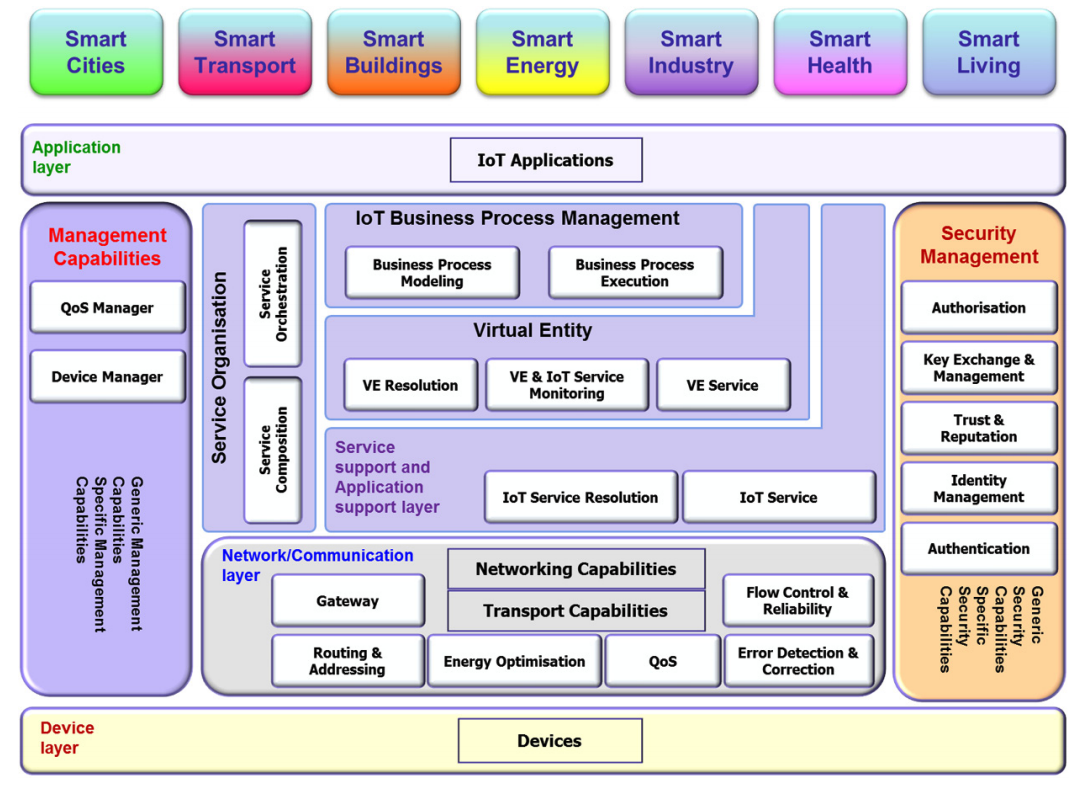 Smart
Cities
Smart
Transport
Smart
Buildings
Smart
Energy
Smart
Industry
Smart
Health
Smart
Living
Application
layer
IoT Applications
Management
Capabilities
QoS Manager
Device Manager
Generic Management
Capabilities
Specific Management
Capabilities
Service Organisation
Service
Orchestration
Service
Composition
IoT Business Process Management
Business Process
Modeling
Business Process
Execution
Virtual Entity
VE Resolution
VE & IoT Service
Monitoring
VE Service
Service
support and
Application
support layer
IoT Service Resolution
IoT Service
Security
Management
Authorisation
Key Exchange &
Management
Trust &
Reputation
Identity
Management
Authentication
Generic
Security
Capabilities
Specific
Security
Capabilities
Network/Communication
layer
Networking Capabilities
Transport Capabilities
Gateway
Flow Control &
Reliability
Routing &
Addressing
Energy Optimisation
QoS
Error Detection &
Correction
Device
layer
Devices